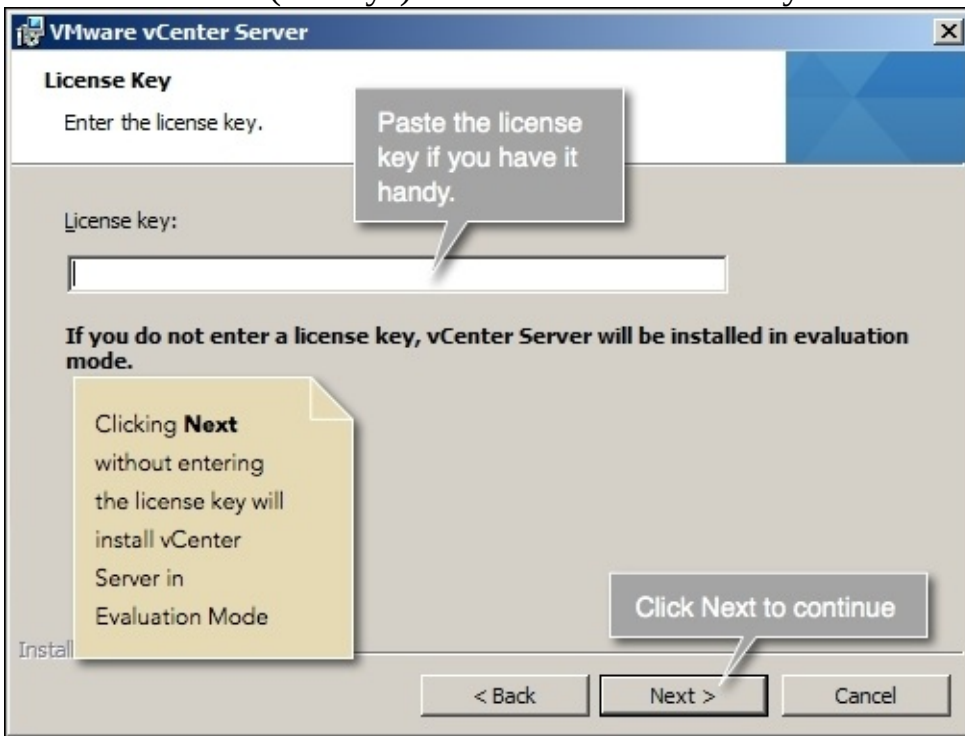 VMware vCenter Server
License Key
Enter the license key.
Paste the license
key if you have it
handy.
License key:
If you do not enter a license key, vCenter Server will be installed in evaluation
mode.
Clicking Next
without entering
the license key will
install vCenter
Server in
Evaluation Mode
Click Next to continue
Install
< Back
Next >
Cancel